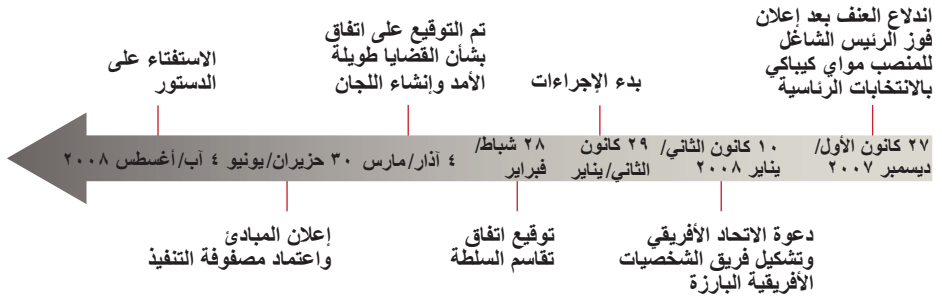 اندلاع العنف بعد إعلان
فوز الرئيس الشاغل
للمنصب مواي كيباكي
بالانتخابات الرئاسية
بدء الإجراءات
تم التوقيع على اتفاق
بشأن القضايا طويلة
الأمد وإنشاء اللجان
الاستفتاء على
الدستور
٢٧ كانون الأول/
ديسمبر ٢٠٠٧
١٠ كانون الثاني/
يناير ٢٠٠٨
٢٩ كانون
الثاني/يناير
٢٨ شباط/
فبراير
٤ آذار/مارس
٣٠ حزيران/يونيو
٤ آب/أغسطس ٢٠٠٨
دعوة الاتحاد الأفريقي
وتشكيل فريق الشخصيات
الأفريقية البارزة
توقيع اتفاق
تقاسم السلطة
إعلان المبادئ
واعتماد مصفوفة التنفيذ